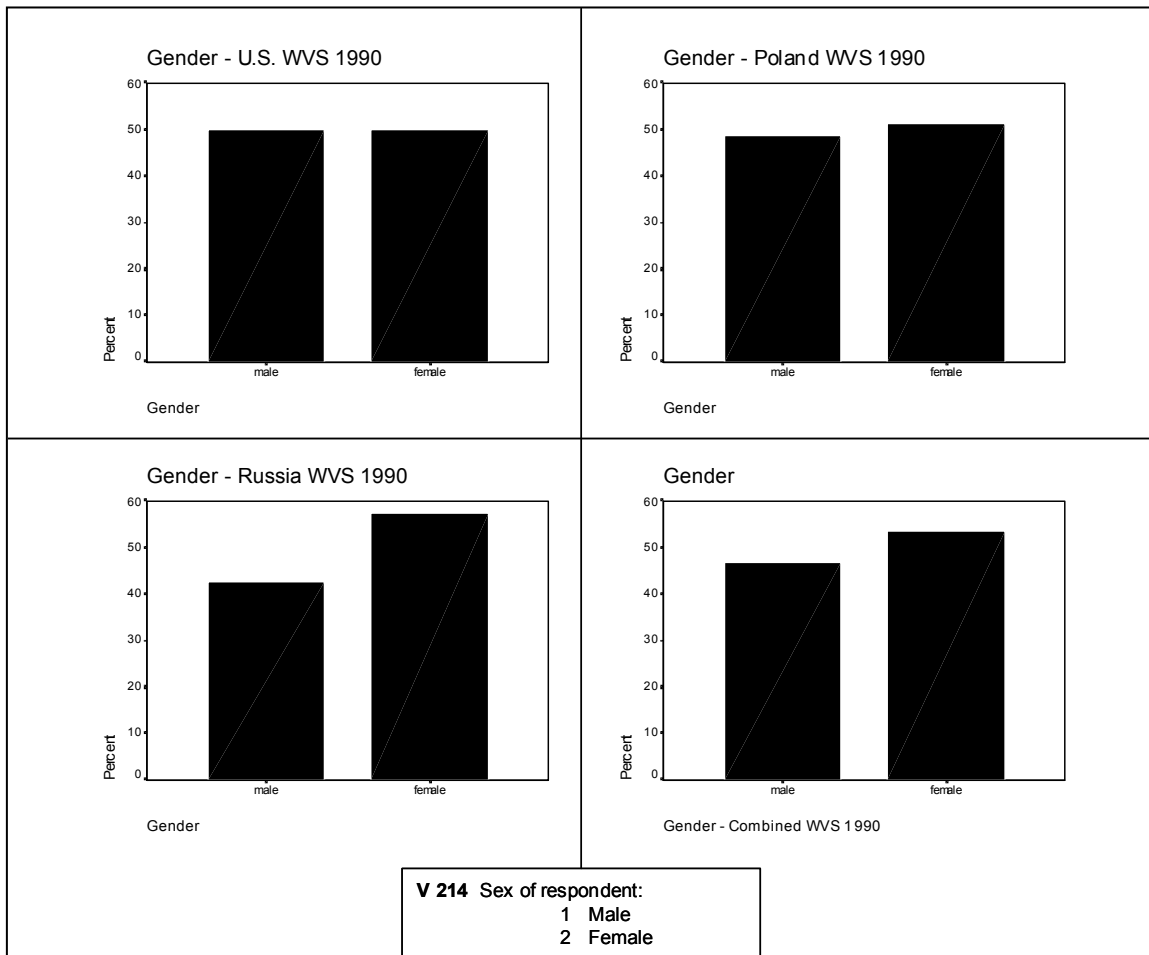 Gender - U.S. WVS 1990
60
50
40
30
20
10
0
Percent
male female
Gender
Gender - Poland WVS 1990
60
50
40
30
20
10
0
Percent
male female
Gender
Gender - Russia WVS 1990
60
50
40
30
20
10
0
Percent
male female
Gender
Gender
60
50
40
30
20
10
0
Percent
male female
Gender - Combined WVS 1990
V 214 Sex of respondent:
1 Male
2 Female